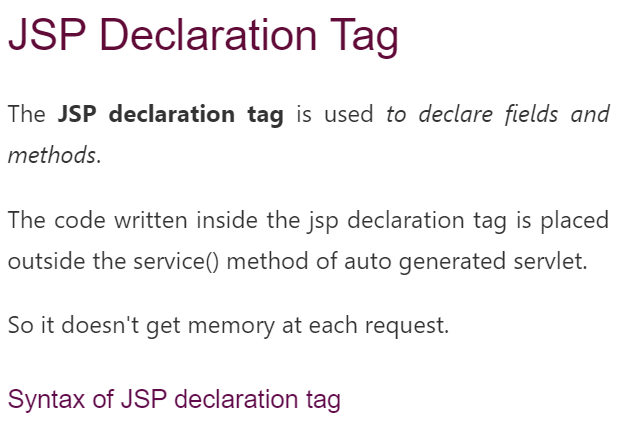 JSP Declaration Tag
The JSP declaration tag is used to declare fields and
methods.
The code written inside the jsp declaration tag is placed
outside the service() method of auto generated servlet.
So it doesn't get memory at each request.
Syntax of JSP declaration tag